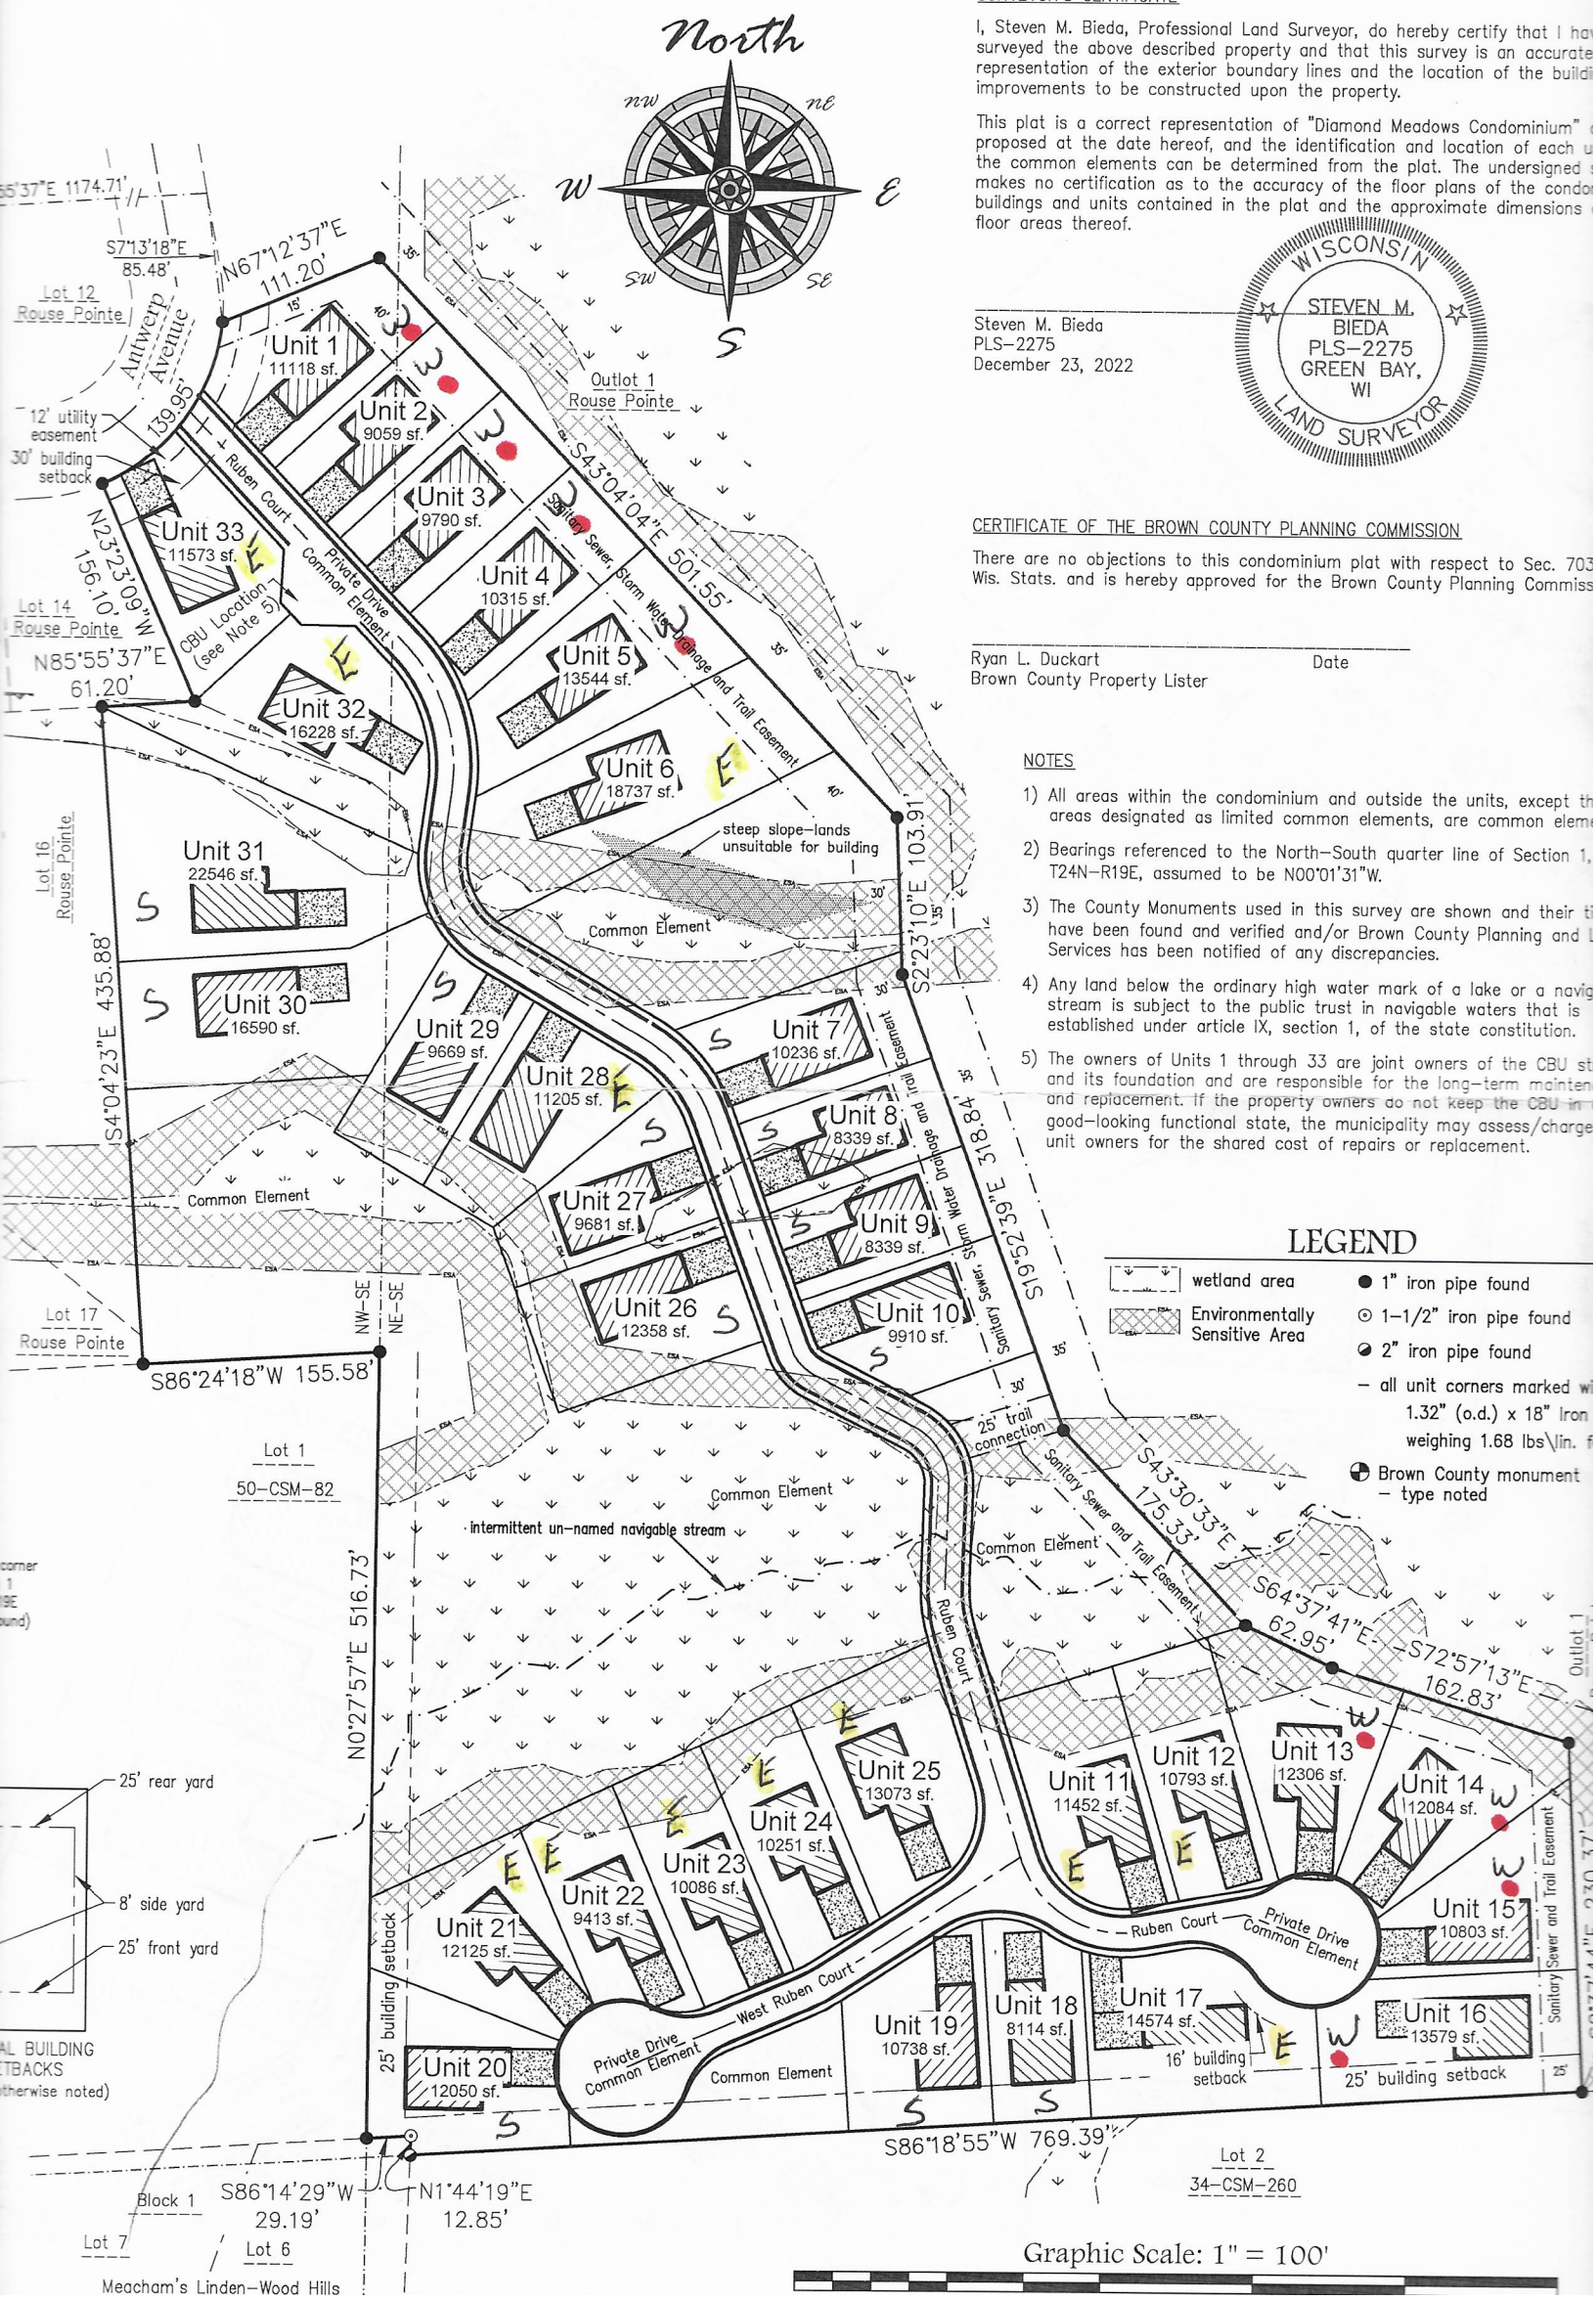 North
nw
nE
W
E
SW
SE
S
SURVEYOR'S CERTIFICATE
I, Steven M. Bieda, Professional Land Surveyor, do hereby certify that I
surveyed the above described property and that this survey is an accurate
representation of the exterior boundary lines and the location of the
improvements to be constructed upon the property.
This plat is a correct representation of "Diamond Meadows Condominium"
proposed at the date hereof, and the identification and location of each
the common elements can be determined from the plat. The undersigned
makes no certification as to the accuracy of the floor plans of the
buildings and units contained in the plat and the approximate dimensions
floor areas thereof.
WISCONSIN
STEVEN M.
BIEDA
PLS-2275
GREEN BAY,
WI
LAND SURVEYOR
Steven M. Bieda
PLS-2275
December 23, 2022
CERTIFICATE OF THE BROWN COUNTY PLANNING COMMISSION
There are no objections to this condominium plat with respect to Sec. 703
Wis. Stats. and is hereby approved for the Brown County Planning
Ryan L. Duckart
Date
Brown County Property Lister
NOTES
1) All areas within the condominium and outside the units, except
areas designated as limited common elements, are common
2) Bearings referenced to the North-South quarter line of Section 1,
T24N-R19E, assumed to be N00°01'31"W.
3) The County Monuments used in this survey are shown and their
have been found and verified and/or Brown County Planning and
Services has been notified of any discrepancies.
4) Any land below the ordinary high water mark of a lake or a
stream is subject to the public trust in navigable waters that is
established under article IX, section 1, of the state constitution.
5) The owners of Units 1 through 33 are joint owners of the CBU
and its foundation and are responsible for the long-term
and replacement. If the property owners do not keep the CBU in
good-looking functional state, the municipality may assess/charge
unit owners for the shared cost of repairs or replacement.
LEGEND
wetland area
Environmentally
Sensitive Area
1" iron pipe found
1-1/2" iron pipe found
2" iron pipe found
- all unit corners marked
1.32" (o.d.) x 18" Iron
weighing 1.68 lbs\lin.
Brown County monument
- type noted
55'37"E 1174.71'
S7°13'18"E
85.48'
N67°12'37"E
111.20'
Lot 12
Rouse Pointe
Antwerp
Avenue
139.95'
12' utility
easement
30' building
setback
15'
40'
35'
Unit 1
11118 sf.
W
Unit 2
9059 sf.
W
Unit 3
9790 sf.
W
Unit 4
10315 sf.
W
Unit 5
13544 sf.
W
Unit 6
18737 sf.
E
Outlot 1
Rouse Pointe
S43°04'04"E 501.55'
Sanitary Sewer, Storm Water Drainage and Trail Easement
35'
40'
Ruben Court
Private Drive
Common Element
Unit 33
11573 sf.
E
N23°23'09"W
156.10'
CBU Location
(see Note 5)
Lot 14
Rouse Pointe
N85°55'37"E
61.20'
Unit 32
16228 sf.
E
Lot 16
Rouse Pointe
steep slope-lands
unsuitable for building
Common Element
S2°23'10"E 103.91'
30'
35'
Unit 31
22546 sf.
S
Unit 30
16590 sf.
S
S4°04'23"E 435.88'
Unit 29
9669 sf.
S
Unit 28
11205 sf.
E
Unit 7
10236 sf.
S
30'
Unit 8
8339 sf.
S
Unit 27
9681 sf.
S
Unit 9
8339 sf.
S
Unit 26
12358 sf.
S
Unit 10
9910 sf.
S
Sanitary Sewer, Storm Water Drainage and Trail Easement
S19°52'39"E 318.84'
35'
35'
30'
Common Element
Lot 17
Rouse Pointe
NW-SE
NE-SE
S86°24'18"W 155.58'
25' trail
connection
Lot 1
50-CSM-82
Common Element
intermittent un-named navigable stream
Common Element
Sanitary Sewer and Trail Easement
S43°30'33"E
175.33'
S64°37'41"E
62.95'
S72°57'13"E
162.83'
Outlot 1
N0°27'57"E 516.73'
Ruben Court
corner
1
19E
25' rear yard
8' side yard
25' front yard
BUILDING
SETBACKS
otherwise noted)
Unit 25
13073 sf.
E
Unit 24
10251 sf.
E
Unit 23
10086 sf.
E
Unit 22
9413 sf.
E
Unit 21
12125 sf.
E
Unit 11
11452 sf.
E
Unit 12
10793 sf.
E
Unit 13
12306 sf.
W
Unit 14
12084 sf.
W
Unit 15
10803 sf.
W
Unit 16
13579 sf.
W
Unit 17
14574 sf.
E
Unit 18
8114 sf.
S
Unit 19
10738 sf.
S
Unit 20
12050 sf.
S
Ruben Court
Private Drive
Common Element
West Ruben Court
Private Drive
Common Element
Common Element
25' building setback
16' building
setback
25' building setback
25'
Sanitary Sewer and Trail Easement
S86°18'55"W 769.39'
S86°14'29"W
29.19'
N1°44'19"E
12.85'
Block 1
Lot 7
Lot 6
Meacham's Linden-Wood Hills
Lot 2
34-CSM-260
Graphic Scale: 1" = 100'